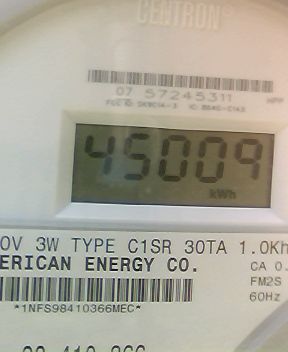 CENTRON
07 57245311
45009
kWh
0V 3W TYPE C1SR 30TA 1.0Kh
ERICAN ENERGY CO.
CA 0.
FM2S
60Hz
*1NFS98410366MEC*